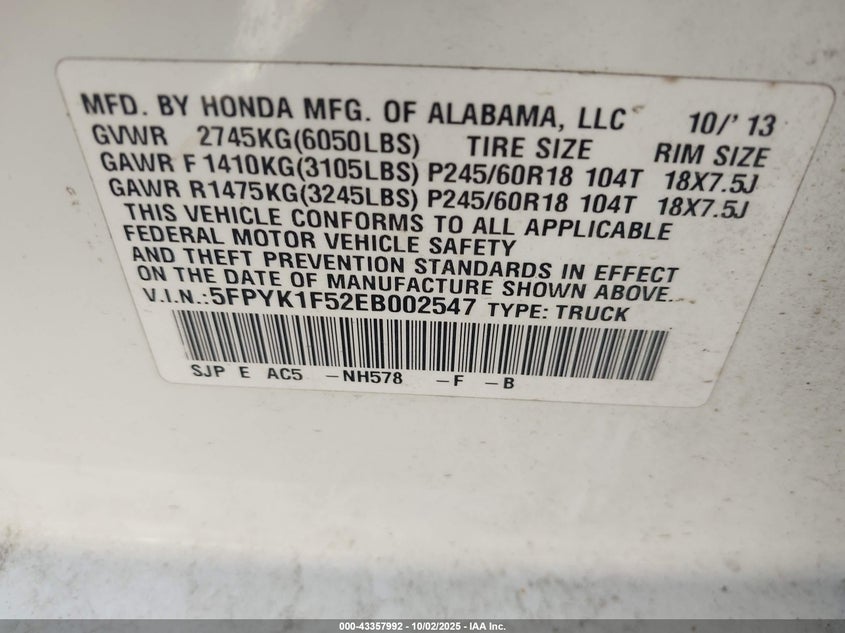 MFD. BY HONDA MFG. OF ALABAMA, LLC 10/' 13
GVWR 2745KG(6050LBS) TIRE SIZE RIM SIZE
GAWR F 1410KG(3105LBS) P245/60R18 104T 18X7.5J
GAWR R1475KG(3245LBS) P245/60R18 104T 18X7.5J
THIS VEHICLE CONFORMS TO ALL APPLICABLE
FEDERAL MOTOR VEHICLE SAFETY
AND THEFT PREVENTION STANDARDS IN EFFECT
ON THE DATE OF MANUFACTURE SHOWN ABOVE.
V.I.N.:5FPYK1F52EB002547 TYPE: TRUCK
SJP E AC5 -NH578 -F -B
000-43357992 - 10/02/2025 - IAA Inc.